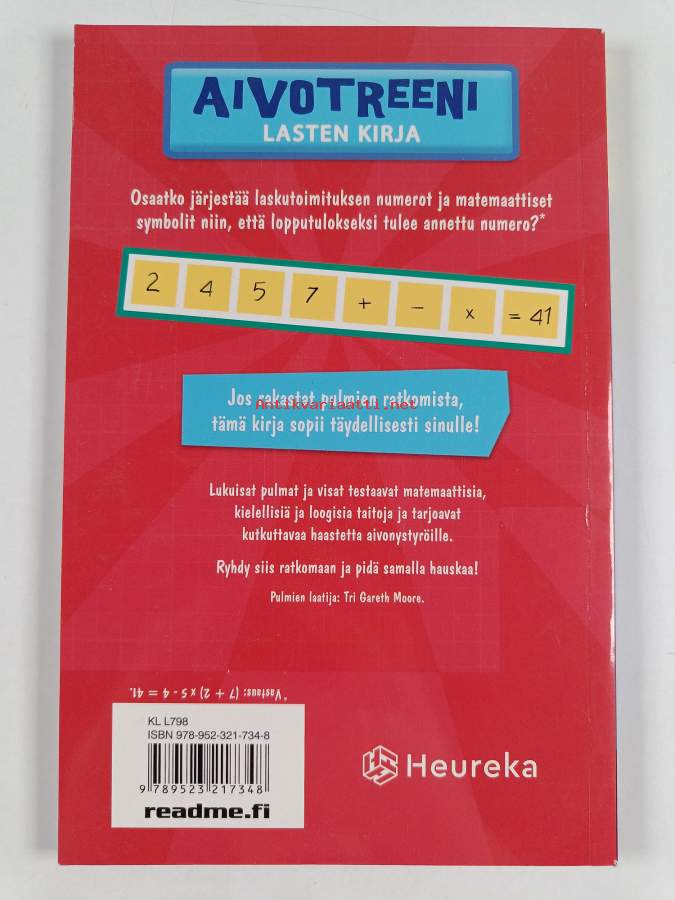 AIVOTREENI
LASTEN KIRJA
Osaatko järjestää laskutoimituksen numerot ja matemaattiset
symbolit niin, että lopputulokseksi tulee annettu numero?*
2 4 5 7 + - x = 41
Jos rakastat pulmien ratkomista,
Antikvariaatti.net
tämä kirja sopii täydellisesti sinulle!
Lukuisat pulmat ja visat testaavat matemaattisia,
kielellisiä ja loogisia taitoja ja tarjoavat
kutkuttavaa haastetta aivonystyröille.
Ryhdy siis ratkomaan ja pidä samalla hauskaa!
Pulmien laatija: Tri Gareth Moore.
*Vastaus: (7 + 2) x 5 - 4 = 41.
KL L798
ISBN 978-952-321-734-8
9 789523 217348
readme.fi
Heureka